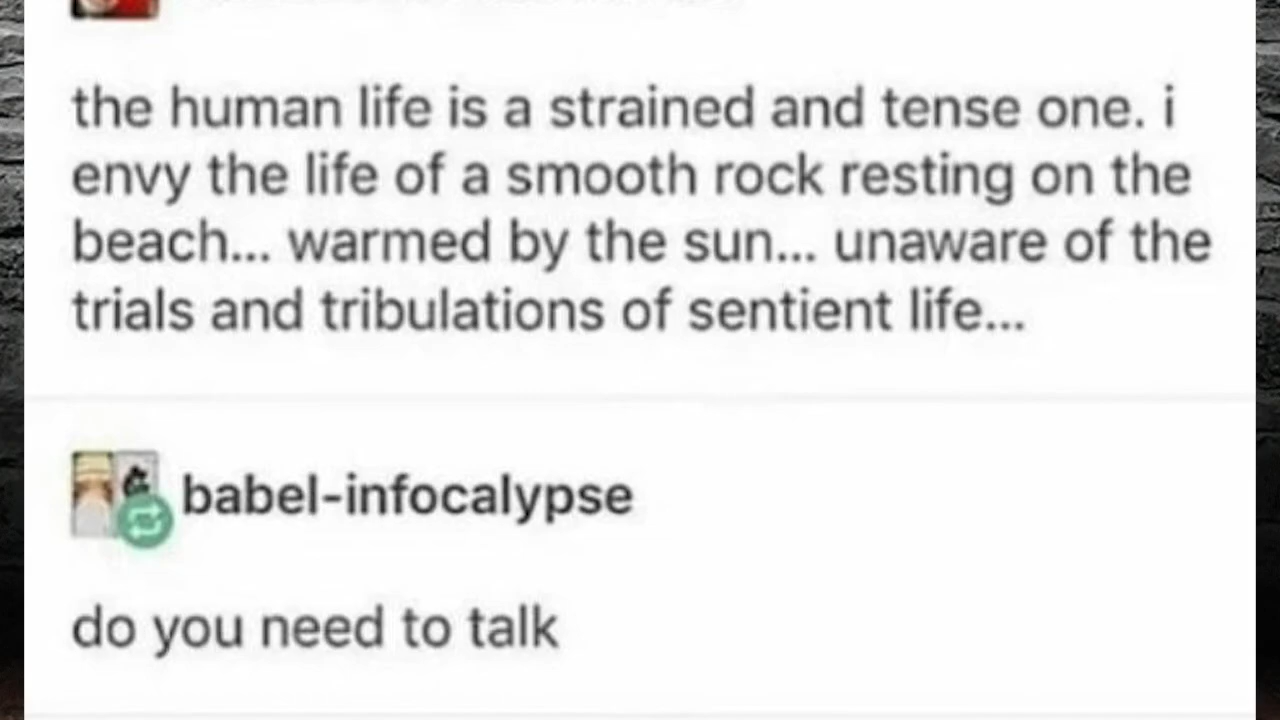 the human life is a strained and tense one. i
envy the life of a smooth rock resting on the
beach... warmed by the sun... unaware of the
trials and tribulations of sentient life...
babel-infocalypse
do you need to talk